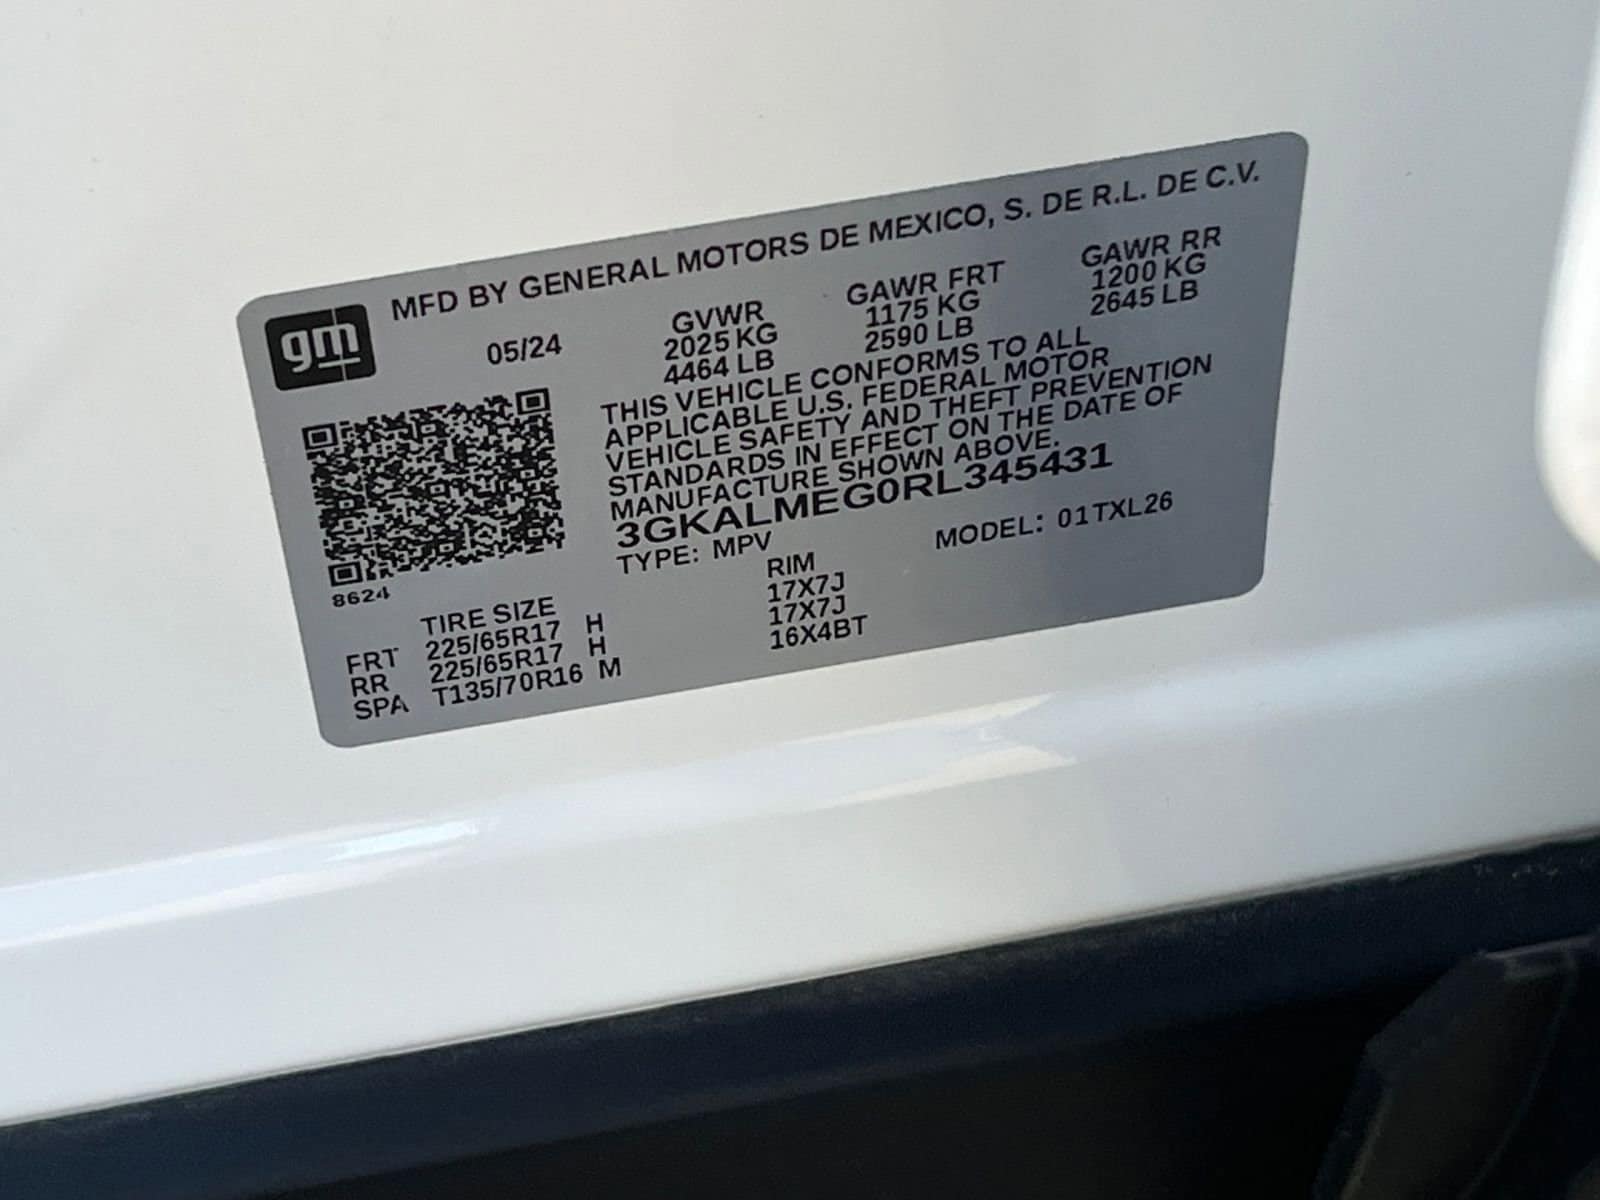 gm
MFD BY GENERAL MOTORS DE MEXICO, S. DE R.L. DE C.V.
05/24
GVWR
2025 KG
4464 LB
GAWR FRT
1175 KG
2590 LB
GAWR RR
1200 KG
2645 LB
THIS VEHICLE CONFORMS TO ALL
APPLICABLE U.S. FEDERAL MOTOR
VEHICLE SAFETY AND THEFT PREVENTION
STANDARDS IN EFFECT ON THE DATE OF
MANUFACTURE SHOWN ABOVE.
3GKALMEG0RL345431
TYPE: MPV
MODEL: 01TXL26
8624
TIRE SIZE
RIM
FRT 225/65R17 H 17X7J
RR 225/65R17 H 17X7J
SPA T135/70R16 M 16X4BT